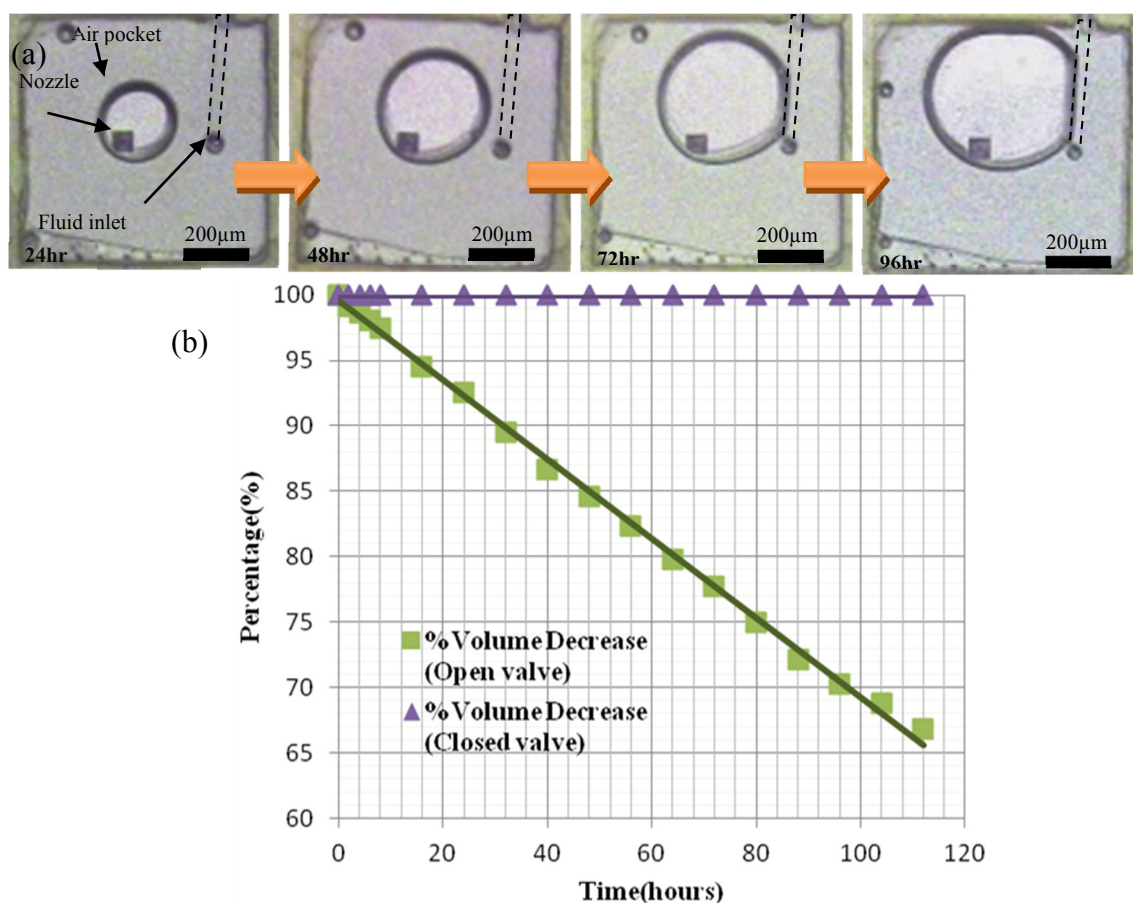 (a)
Air pocket
Nozzle
Fluid inlet
200µm
24hr
200µm
48hr
200µm
72hr
200µm
96hr
(b)
100
95
90
85
80
75
70
65
60
Percentage(%)
% Volume Decrease
(Open valve)
% Volume Decrease
(Closed valve)
0
20
40
60
80
100
120
Time(hours)